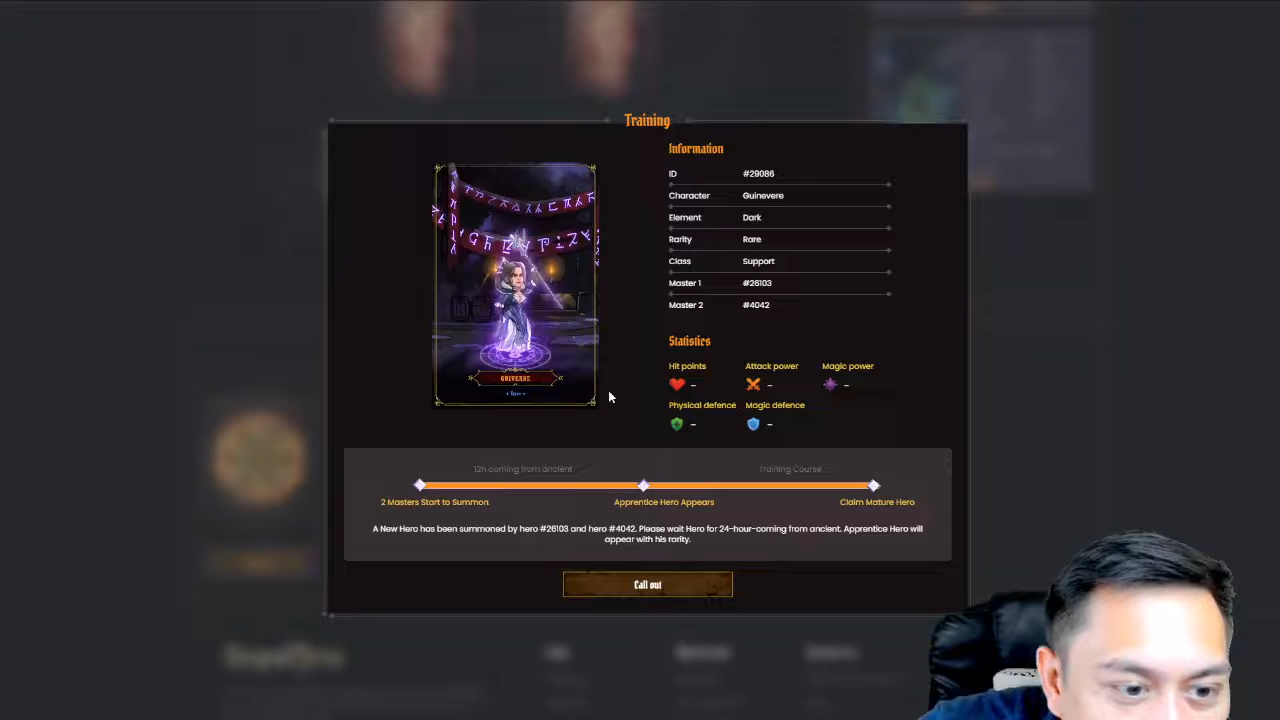 Training
Information
ID #29086
Character Guinevere
Element Dark
Rarity Rare
Class Support
Master 1 #26103
Master 2 #4042
GUIVERNE
Rare
Statistics
Hit points Attack power Magic power
- - -
Physical defence Magic defence
- -
12h coming from ancient Training Course
2 Masters Start to Summon Apprentice Hero Appears Claim Mature Hero
A New Hero has been summoned by hero #26103 and hero #4042. Please wait Hero for 24-hour-coming from ancient. Apprentice Hero will
appear with his rarity.
Call out